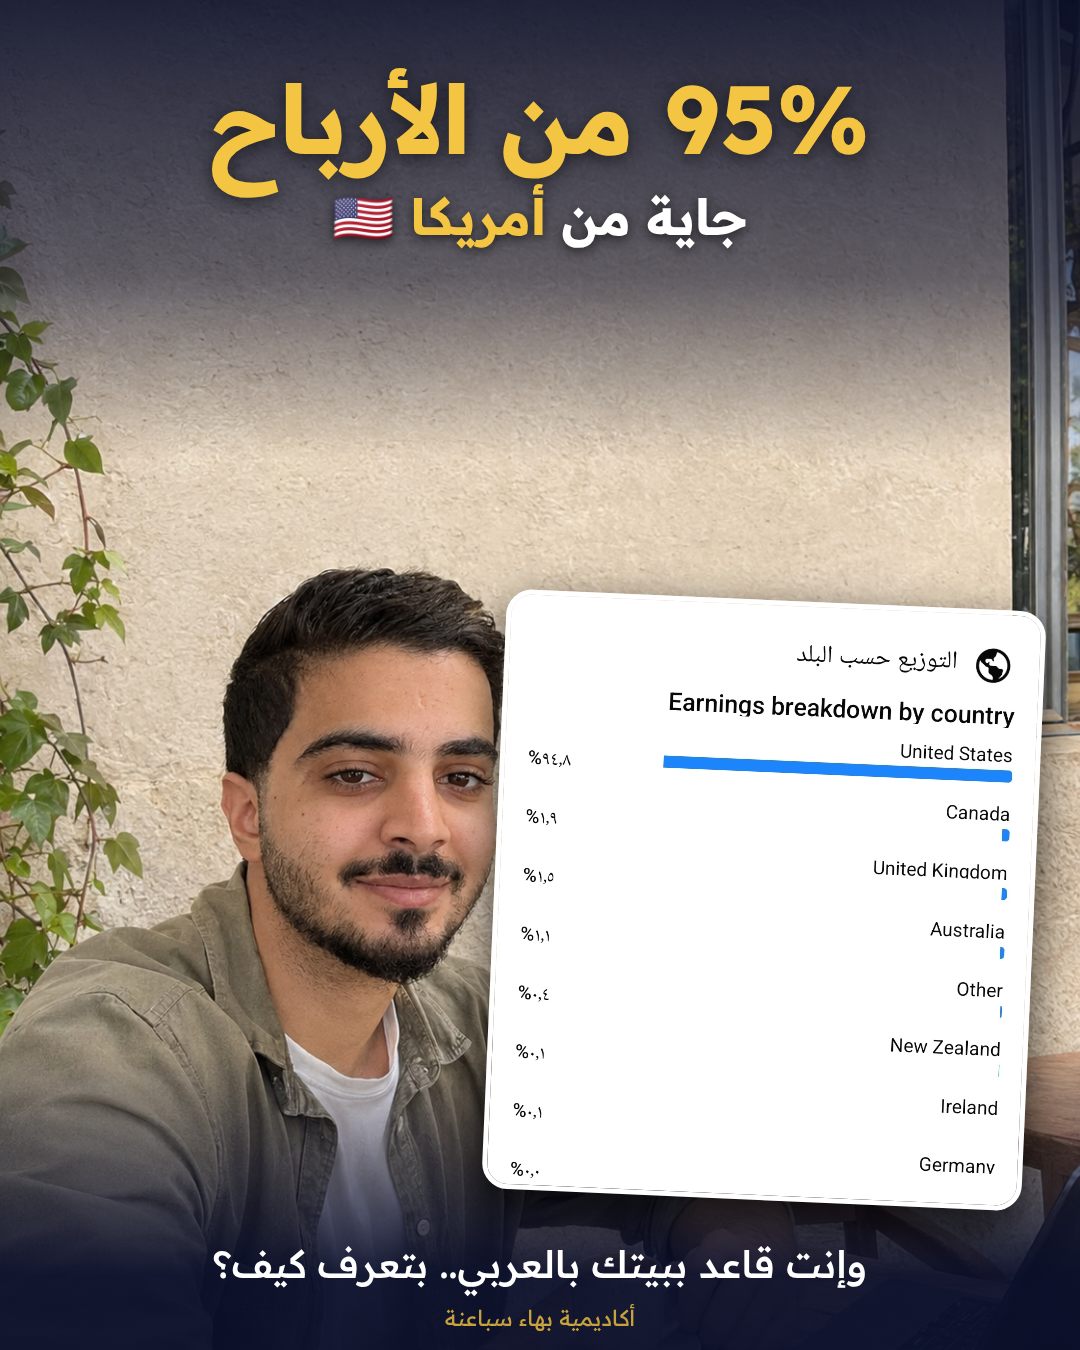 95% من الأرباح
جاية من أمريكا 🇺🇸
التوزيع حسب البلد
Earnings breakdown by country
United States %٩٤,٨
Canada %١,٩
United Kingdom %١,٥
Australia %١,١
Other %٠,٤
New Zealand %٠,١
Ireland %٠,١
Germany %٠,٠
وإنت قاعد ببيتك بالعربي.. بتعرف كيف؟
أكاديمية بهاء سباعنة